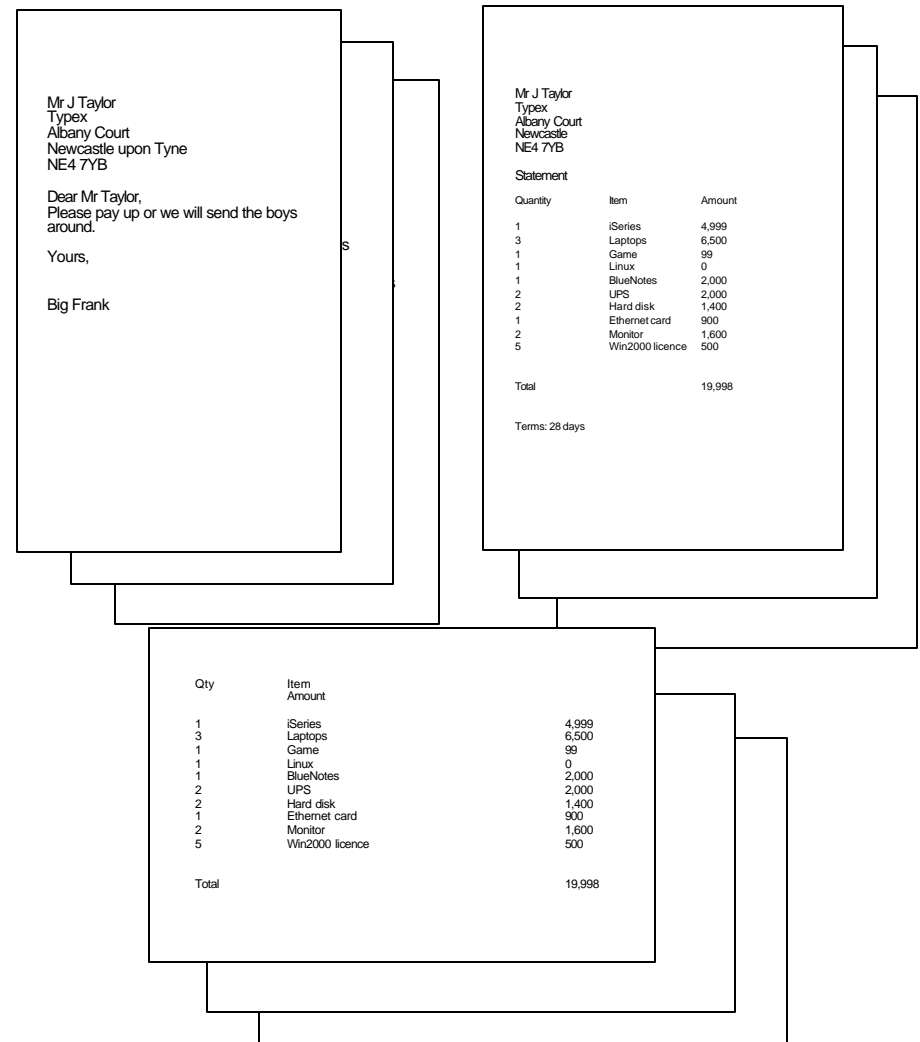 Mr J Taylor
Typex
Albany Court
Newcastle upon Tyne
NE4 7YB
Dear Mr Taylor,
Please pay up or we will send the boys
around.
Yours,
Big Frank
s
Mr J Taylor
Typex
Albany Court
Newcastle
NE4 7YB
Statement
Quantity Item Amount
1 iSeries 4,999
3 Laptops 6,500
1 Game 99
1 Linux 0
1 BlueNotes 2,000
2 UPS 2,000
2 Hard disk 1,400
1 Ethernet card 900
2 Monitor 1,600
5 Win2000 licence 500
Total 19,998
Terms: 28 days
Qty Item
Amount
1 iSeries 4,999
3 Laptops 6,500
1 Game 99
1 Linux 0
1 BlueNotes 2,000
2 UPS 2,000
2 Hard disk 1,400
1 Ethernet card 900
2 Monitor 1,600
5 Win2000 licence 500
Total 19,998